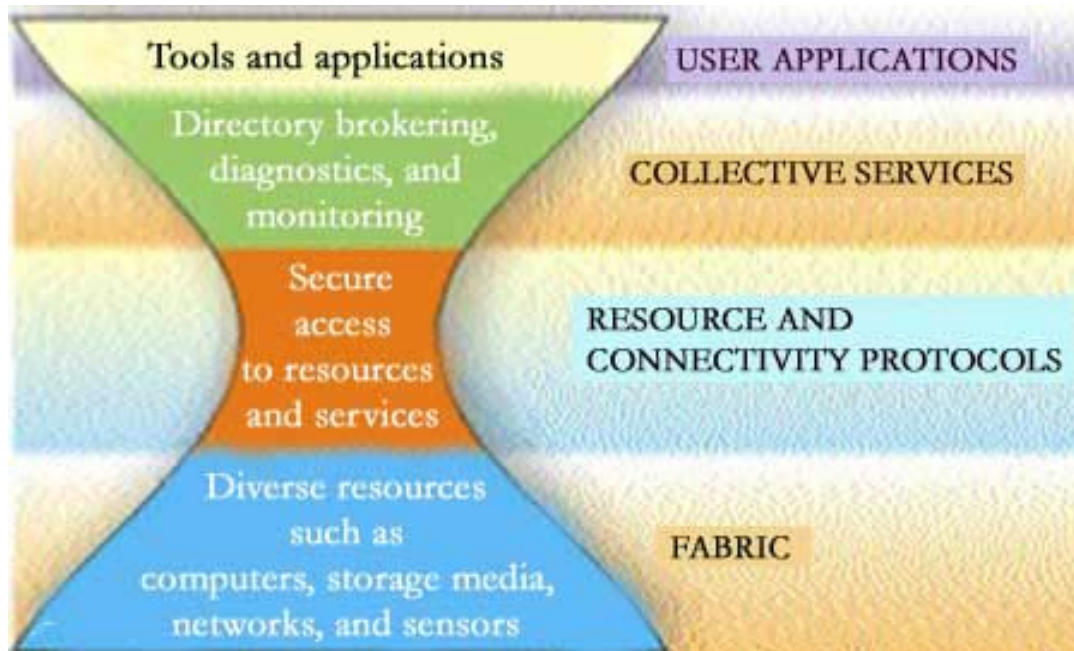 Tools and applications
USER APPLICATIONS
Directory brokering,
diagnostics, and
monitoring
COLLECTIVE SERVICES
Secure
access
to resources
and services
RESOURCE AND
CONNECTIVITY PROTOCOLS
Diverse resources
such as
computers, storage media,
networks, and sensors
FABRIC